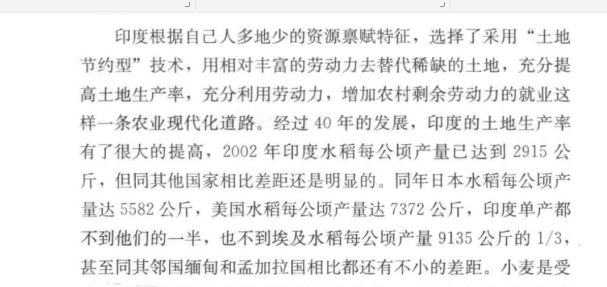 印度根据自己人多地少的资源禀赋特征，选择了采用“土地
节约型”技术，用相对丰富的劳动力去替代稀缺的土地，充分提
高土地生产率，充分利用劳动力，增加农村剩余劳动力的就业这
样一条农业现代化道路。经过 40 年的发展，印度的土地生产率
有了很大的提高，2002 年印度水稻每公顷产量已达到 2915 公
斤，但同其他国家相比差距还是明显的。同年日本水稻每公顷产
量达 5582 公斤，美国水稻每公顷产量达 7372 公斤，印度单产都
不到他们的一半，也不到埃及水稻每公顷产量 9135 公斤的 1/3，
甚至同其邻国缅甸和孟加拉国相比都还有不小的差距。小麦是受